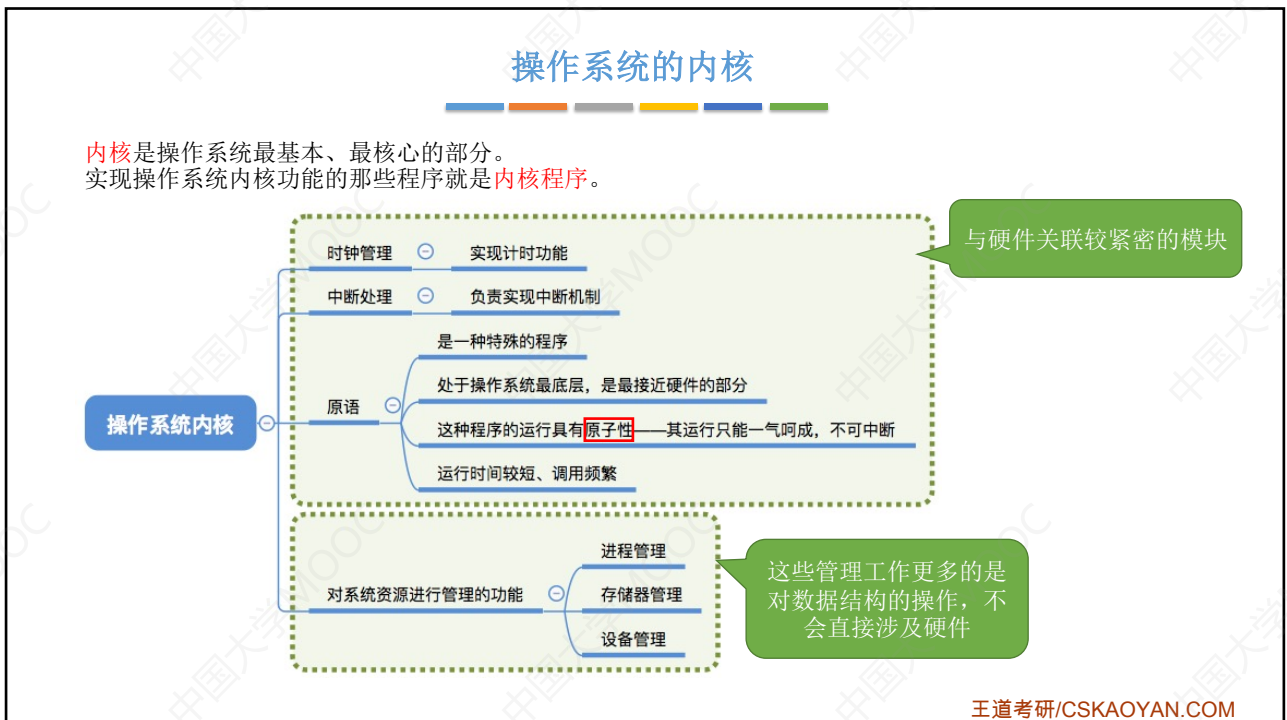 操作系统的内核
内核是操作系统最基本、最核心的部分。
实现操作系统内核功能的那些程序就是内核程序。
与硬件关联较紧密的模块
时钟管理
实现计时功能
中断处理
负责实现中断机制
是一种特殊的程序
处于操作系统最底层，是最接近硬件的部分
原语
这种程序的运行具有原子性——其运行只能一气呵成，不可中断
运行时间较短、调用频繁
操作系统内核
进程管理
对系统资源进行管理的功能
存储器管理
设备管理
这些管理工作更多的是
对数据结构的操作，不
会直接涉及硬件
王道考研/CSKAOYAN.COM
中国大学MOOC